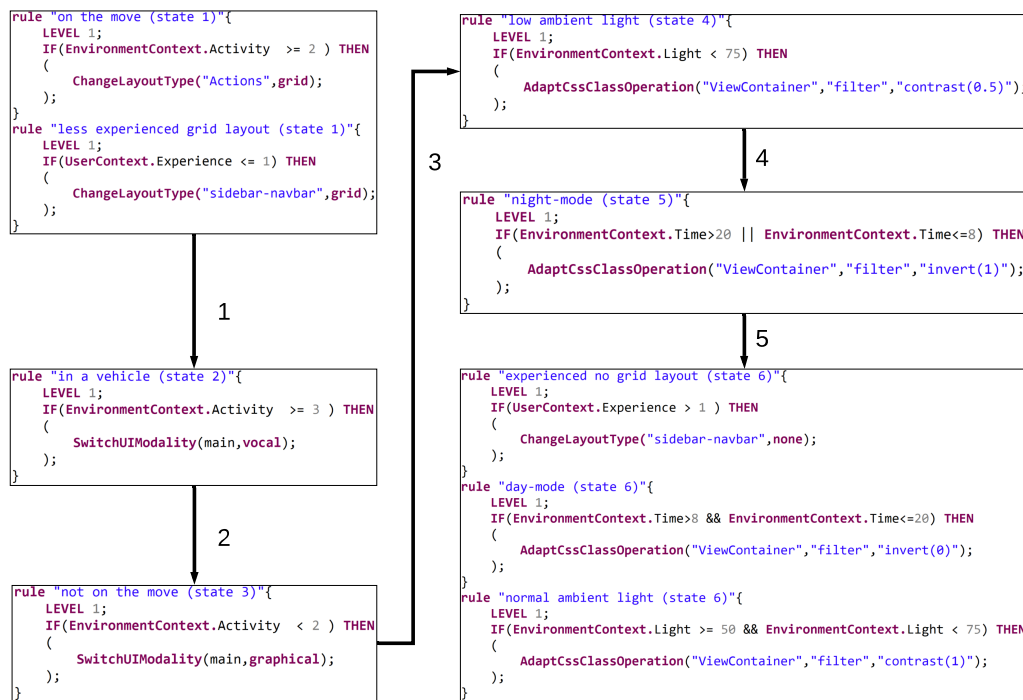 rule "on the move (state 1)"{
LEVEL 1;
IF(EnvironmentContext.Activity >= 2 ) THEN
(
ChangeLayoutType("Actions",grid);
);
}
rule "less experienced grid layout (state 1)"{
LEVEL 1;
IF(UserContext.Experience <= 1) THEN
(
ChangeLayoutType("sidebar-navbar",grid);
);
}
1
rule "in a vehicle (state 2)"{
LEVEL 1;
IF(EnvironmentContext.Activity >= 3 ) THEN
(
SwitchUIModality(main,vocal);
);
}
2
rule "not on the move (state 3)"{
LEVEL 1;
IF(EnvironmentContext.Activity < 2 ) THEN
(
SwitchUIModality(main,graphical);
);
}
3
rule "low ambient light (state 4)"{
LEVEL 1;
IF(EnvironmentContext.Light < 75) THEN
(
AdaptCssClassOperation("ViewContainer","filter","contrast(0.5)");
);
}
4
rule "night-mode (state 5)"{
LEVEL 1;
IF(EnvironmentContext.Time>20 || EnvironmentContext.Time<=8) THEN
(
AdaptCssClassOperation("ViewContainer","filter","invert(1)");
);
}
5
rule "experienced no grid layout (state 6)"{
LEVEL 1;
IF(UserContext.Experience > 1 ) THEN
(
ChangeLayoutType("sidebar-navbar",none);
);
}
rule "day-mode (state 6)"{
LEVEL 1;
IF(EnvironmentContext.Time>8 && EnvironmentContext.Time<=20) THEN
(
AdaptCssClassOperation("ViewContainer","filter","invert(0)");
);
}
rule "normal ambient light (state 6)"{
LEVEL 1;
IF(EnvironmentContext.Light >= 50 && EnvironmentContext.Light < 75) THEN
(
AdaptCssClassOperation("ViewContainer","filter","contrast(1)");
);
}